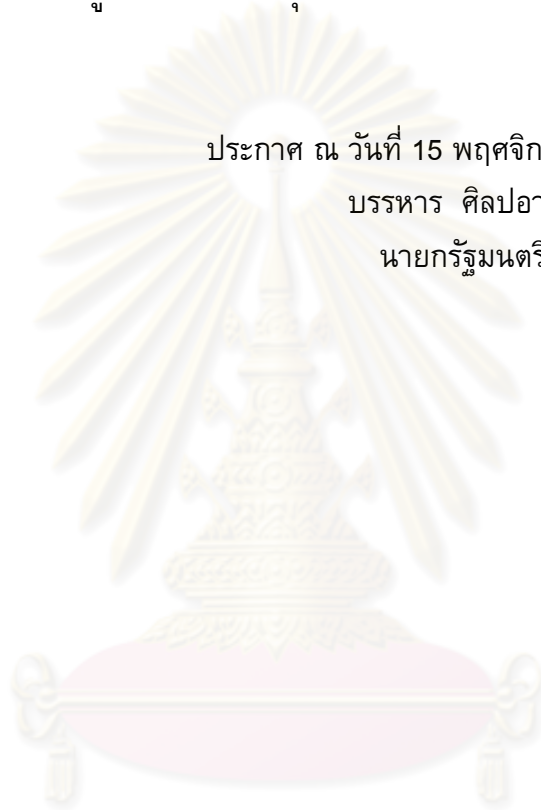 ประกาศ ณ วันที่ 15 พฤศจิก
บรรหาร ศิลปอา
นายกรัฐมนตรี